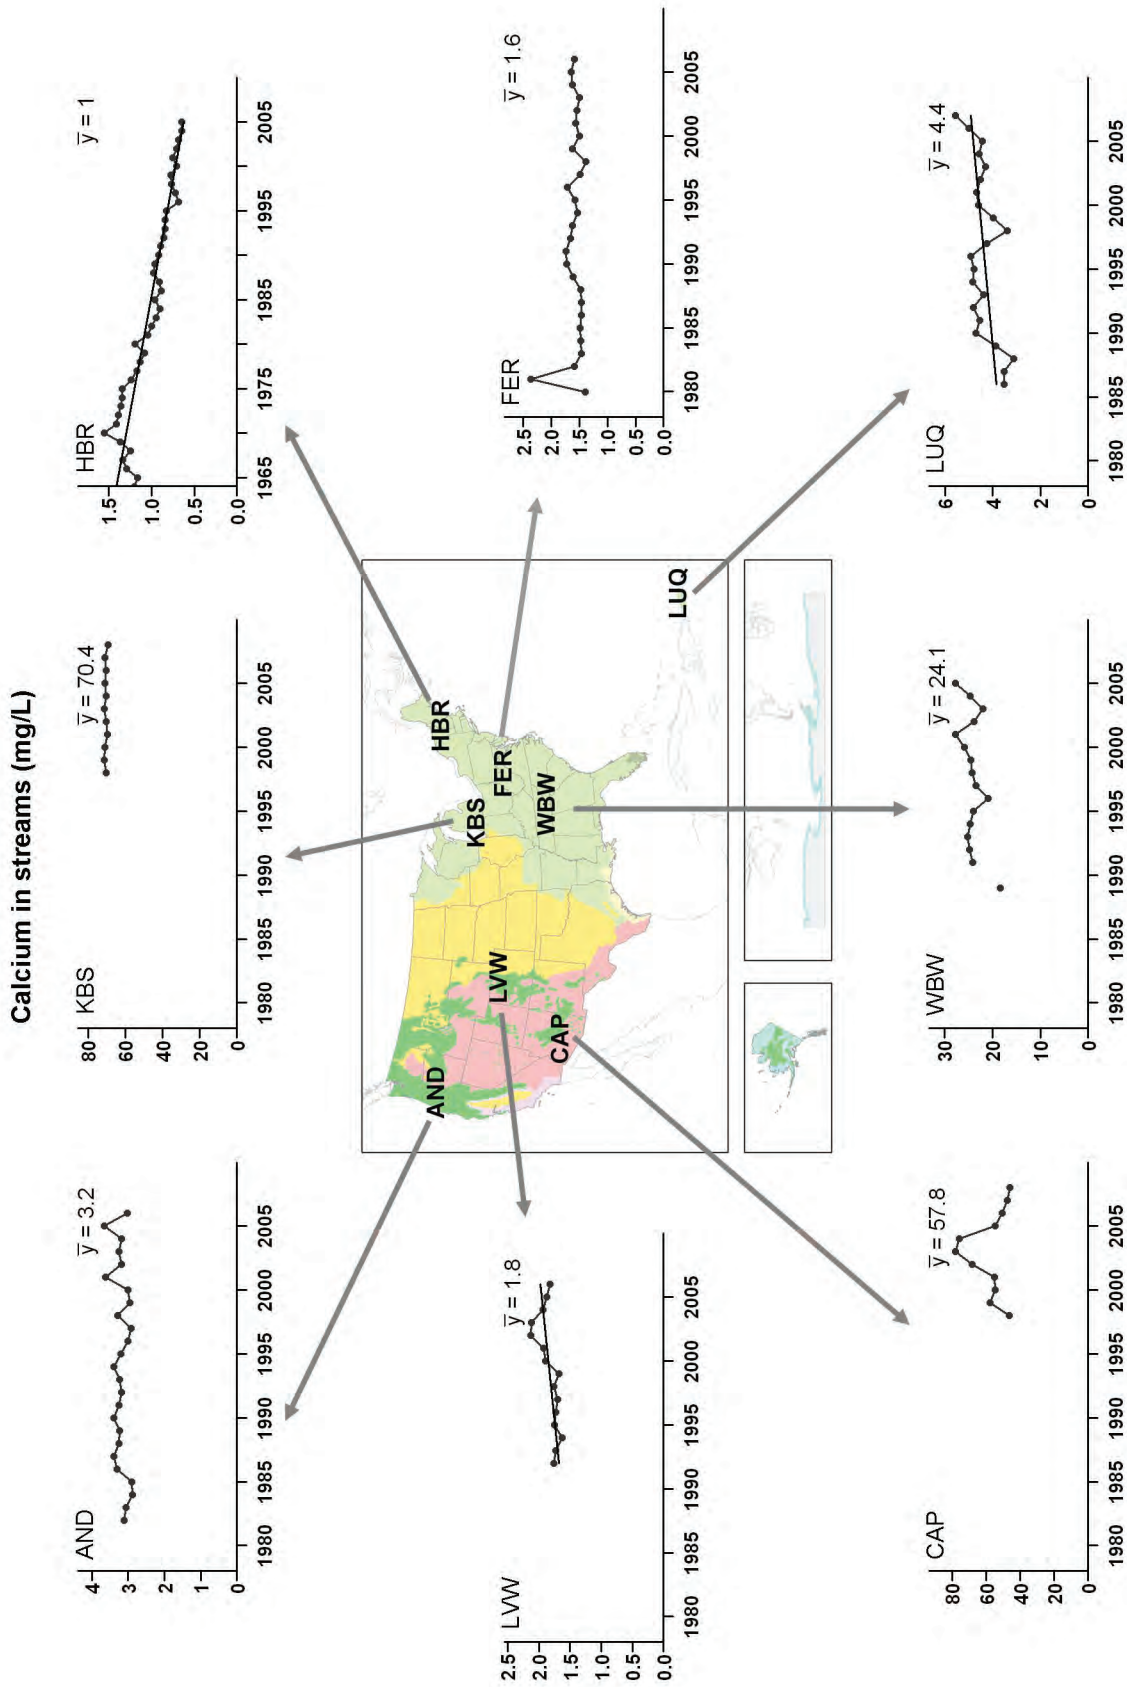 Calcium in streams (mg/L)
AND
y̅ = 3.2
4
3
2
1
0
1980 1985 1990 1995 2000 2005
KBS
y̅ = 70.4
80
60
40
20
0
1980 1985 1990 1995 2000 2005
HBR
y̅ = 1
1.5
1.0
0.5
0.0
1965 1975 1985 1995 2005
LVW
y̅ = 1.8
2.5
2.0
1.5
1.0
0.5
0.0
1980 1985 1990 1995 2000 2005
AND
KBS
HBR
LVW
FER
CAP
WBW
LUQ
FER
y̅ = 1.6
2.5
2.0
1.5
1.0
0.5
0.0
1980 1985 1990 1995 2000 2005
CAP
y̅ = 57.8
80
60
40
20
0
1980 1985 1990 1995 2000 2005
WBW
y̅ = 24.1
30
20
10
0
1980 1985 1990 1995 2000 2005
LUQ
y̅ = 4.4
6
4
2
0
1980 1985 1990 1995 2000 2005